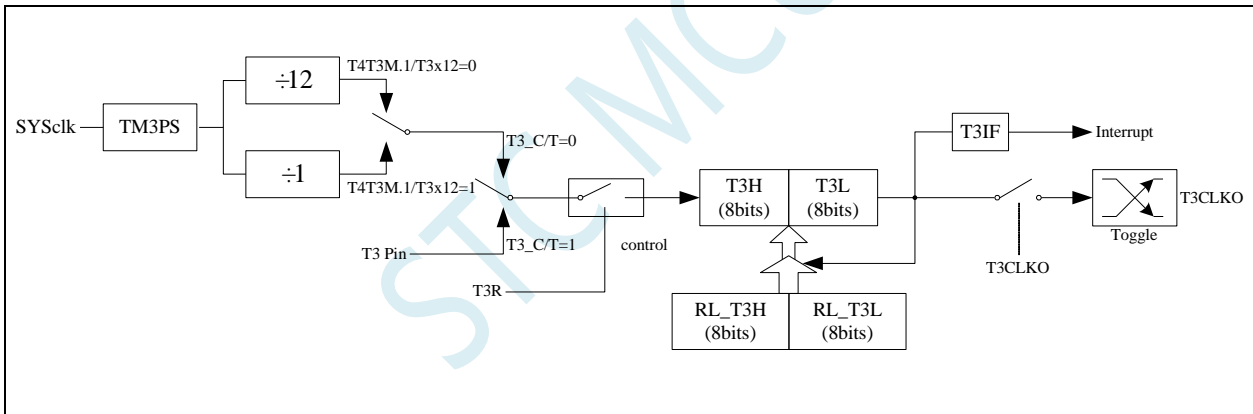 STC MC
SYSclk
TM3PS
÷12
÷1
T4T3M.1/T3x12=0
T4T3M.1/T3x12=1
T3_C/T=0
T3_C/T=1
T3 Pin
T3R
control
T3H
(8bits)
T3L
(8bits)
RL_T3H
(8bits)
RL_T3L
(8bits)
T3IF
Interrupt
T3CLKO
Toggle
T3CLKO